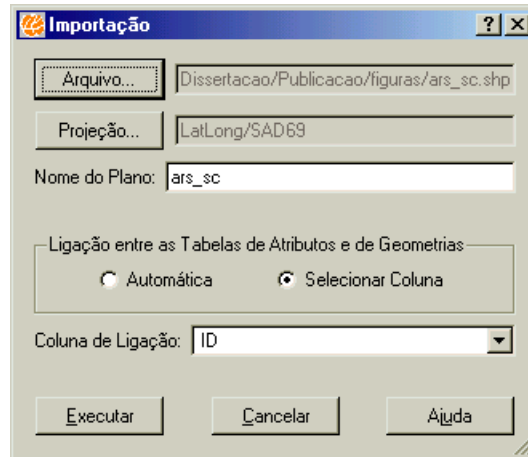 Importação
Arquivo... Dissertacao/Publicacao/figuras/ars_sc.shp
Projeção... LatLong/SAD69
Nome do Plano: ars_sc
Ligação entre as Tabelas de Atributos e de Geometrias
Automática Selecionar Coluna
Coluna de Ligação: ID
Executar Cancelar Ajuda